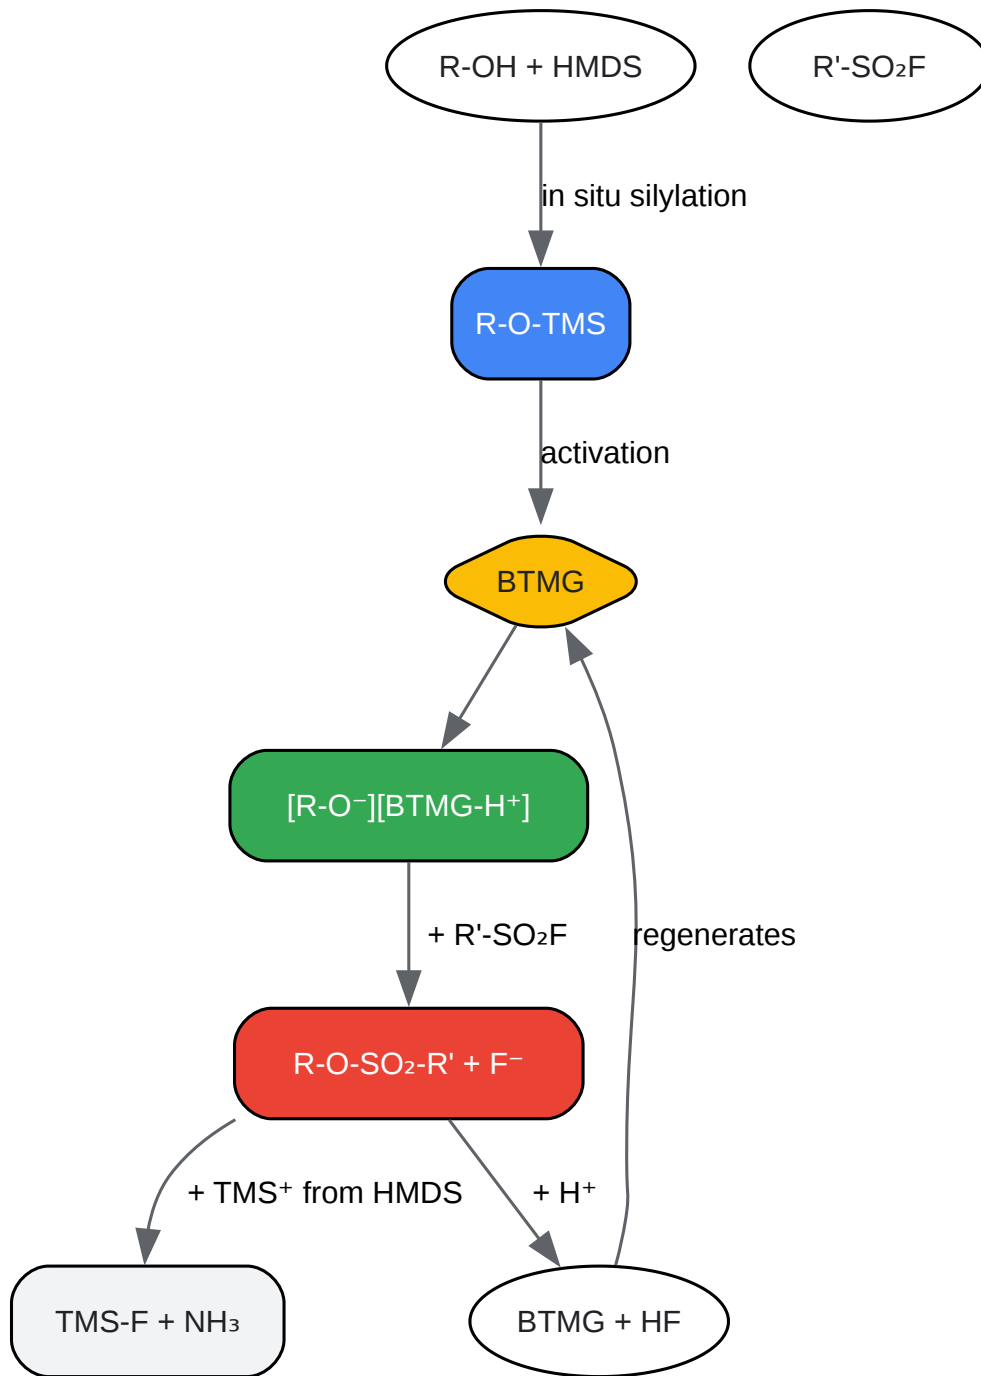 R-OH + HMDS
R'-SO₂F
in situ silylation
R-O-TMS
activation
BTMG
[R-O⁻][BTMG-H⁺]
+ R'-SO₂F
regenerates
R-O-SO₂-R' + F⁻
+ TMS⁺ from HMDS
+ H⁺
TMS-F + NH₃
BTMG + HF